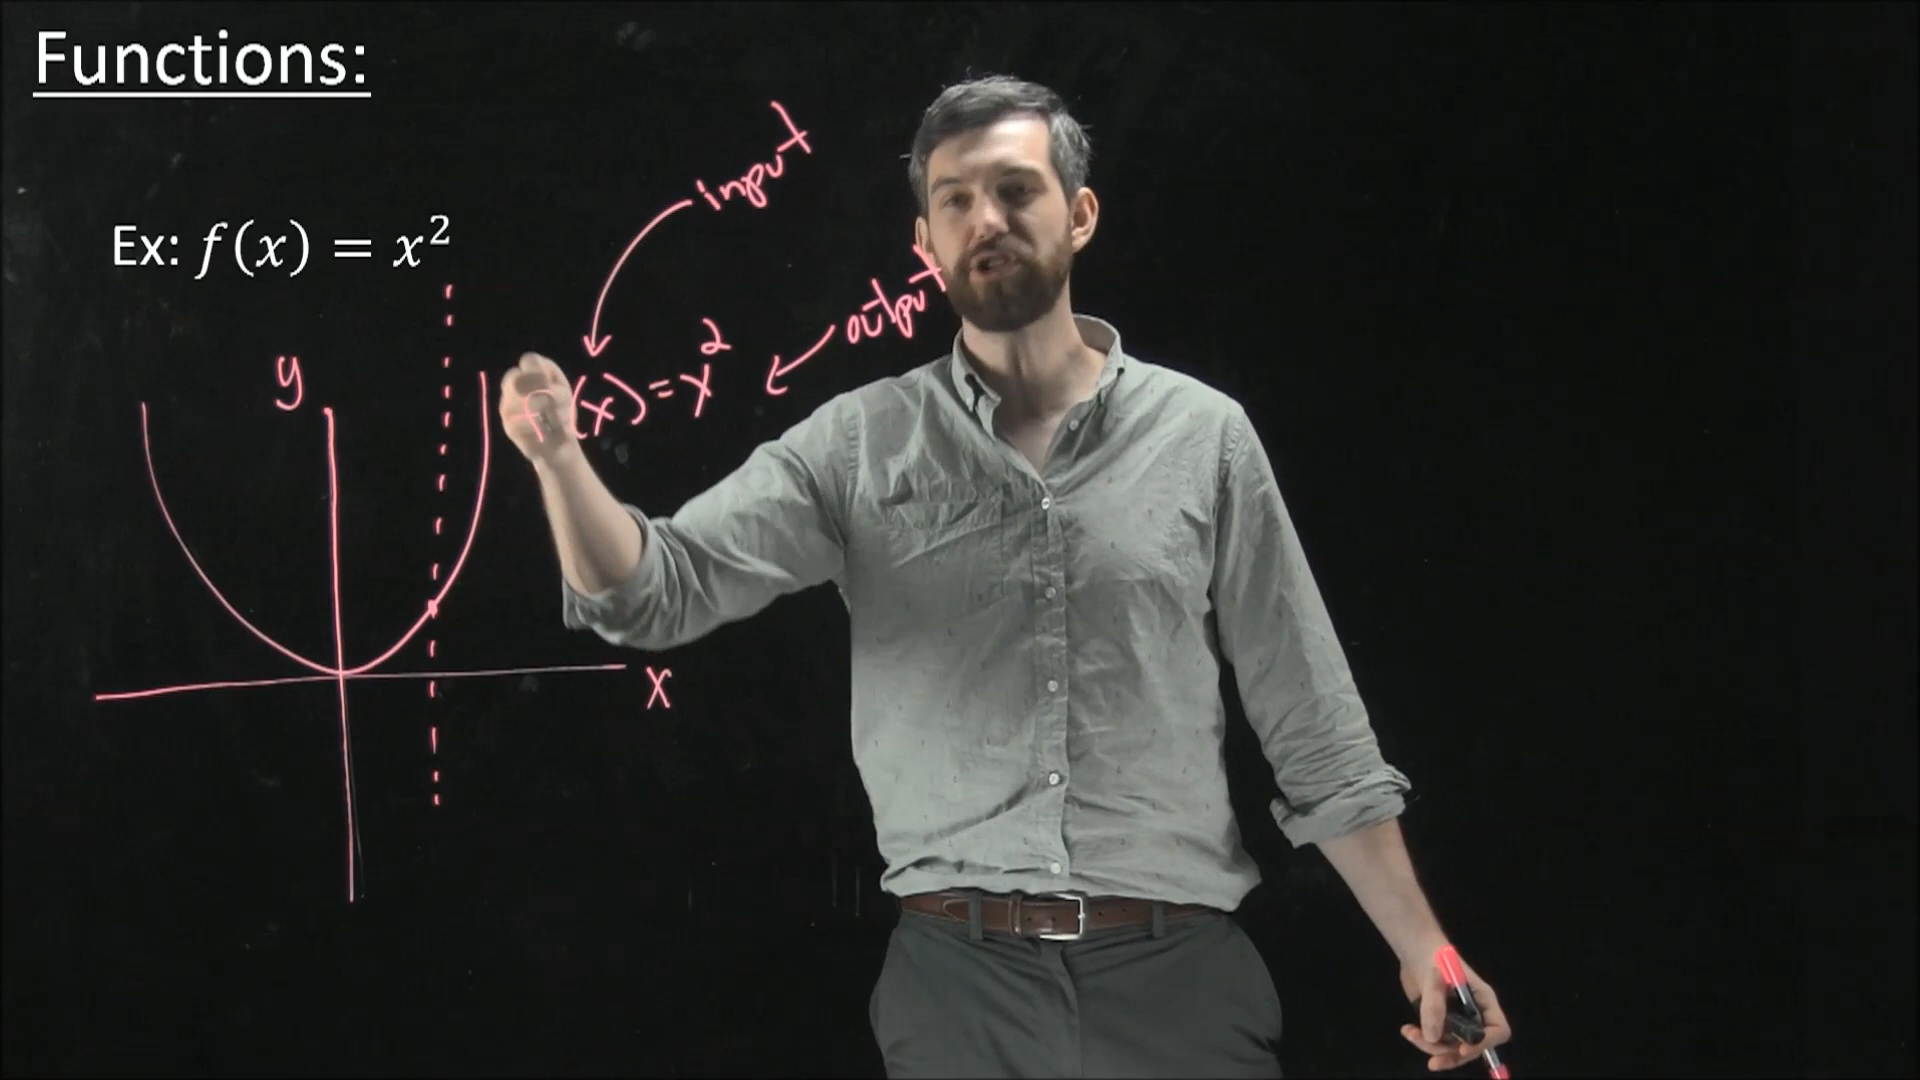 Functions:
Ex: f(x) = x²
input
output
f(x)=x²
y
x